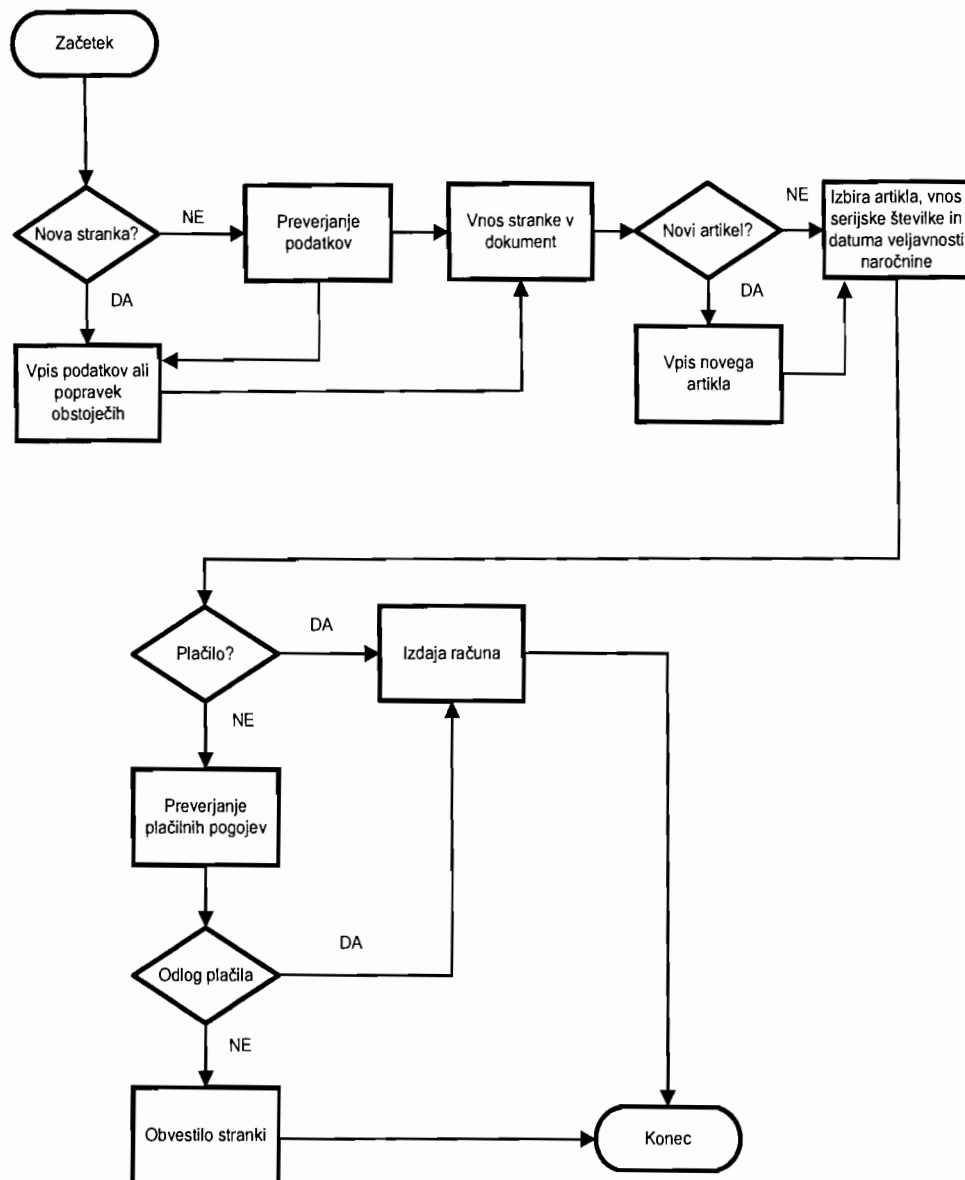 Začetek
Nova stranka?
NE
DA
Preverjanje
podatkov
Vnos stranke v
dokument
Novi artikel?
NE
DA
Izbira artikla, vnos
serijske številke in
datuma veljavnosti
naročnine
Vpis podatkov ali
popravek
obstoječih
Vpis novega
artikla
Plačilo?
DA
NE
Izdaja računa
Preverjanje
plačilnih pogojev
Odlog plačila
DA
NE
Obvestilo stranki
Konec